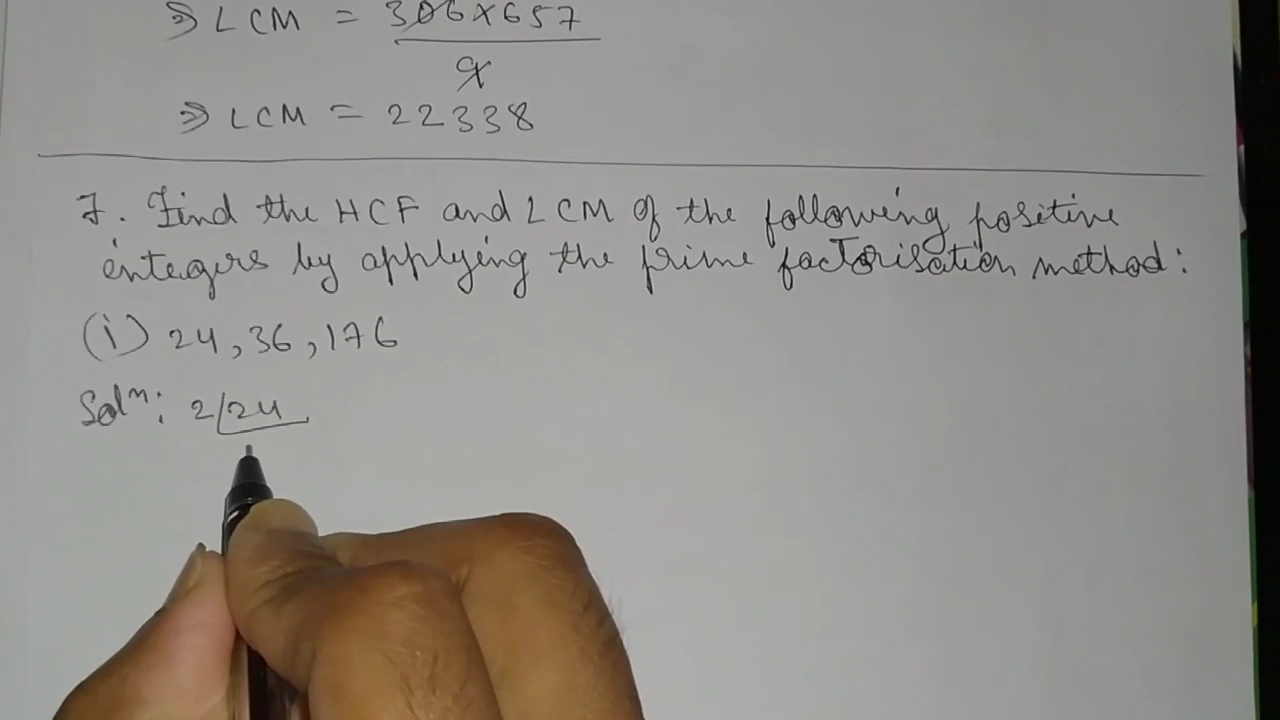 ⇒ LCM = 306×657
9
⇒ LCM = 22338
7. Find the HCF and LCM of the following positive
integers by applying the prime factorisation method:
(i) 24, 36, 176
Solⁿ: 2 24